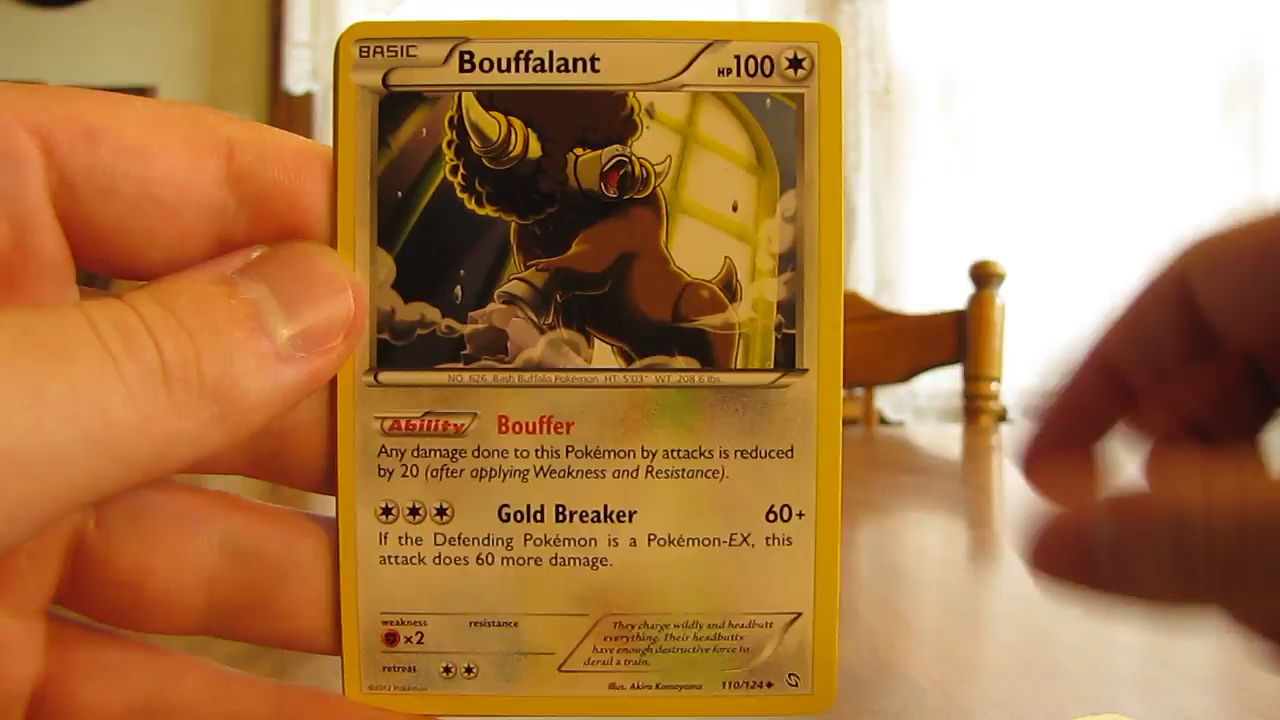 BASIC
Bouffalant
HP100
NO. 626 Bash Buffalo Pokémon HT: 5'03" WT: 208.6 lbs.
Ability Bouffer
Any damage done to this Pokémon by attacks is reduced
by 20 (after applying Weakness and Resistance).
Gold Breaker 60+
If the Defending Pokémon is a Pokémon-EX, this
attack does 60 more damage.
weakness resistance
×2
retreat
They charge wildly and headbutt
everything. Their headbutts
have enough destructive force to
derail a train.
©2012 Pokémon
Illus. Akira Komayama
110/124